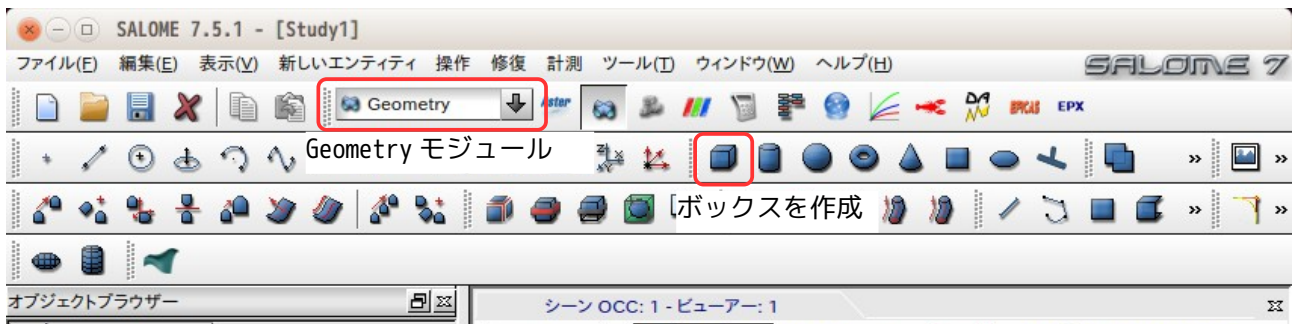 SALOME 7.5.1 - [Study1]
ファイル(F) 編集(E) 表示(V) 新しいエンティティ 操作 修復 計測 ツール(T) ウィンドウ(W) ヘルプ(H) SALOME 7
Geometry aster EFICAS EPX
Geometry モジュール
ボックスを作成
オブジェクトブラウザー シーン OCC: 1 - ビューアー: 1